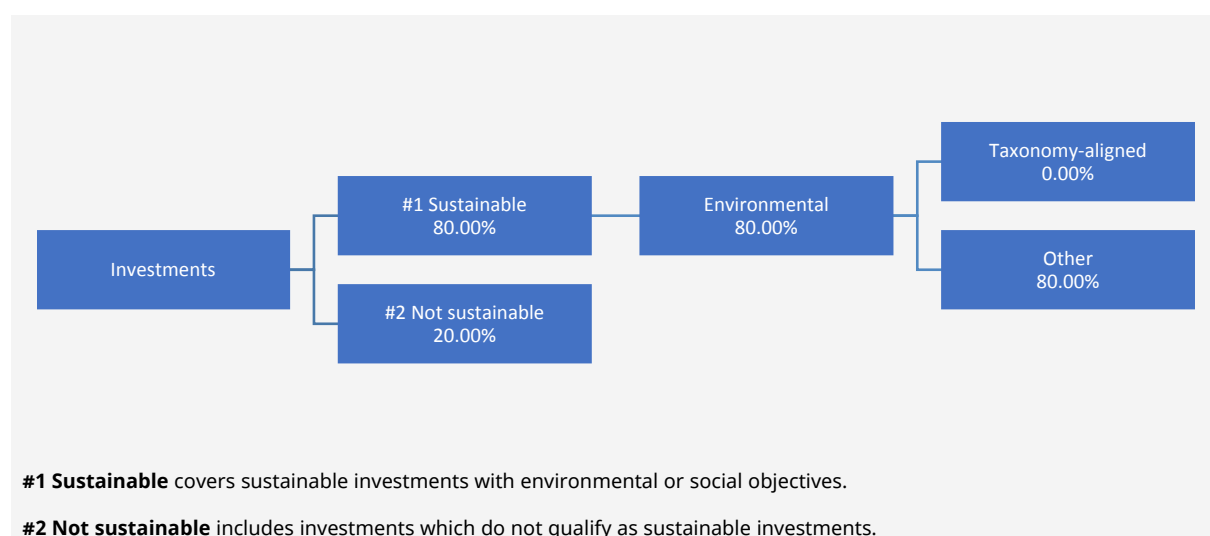 Investments
#1 Sustainable
80.00%
#2 Not sustainable
20.00%
Environmental
80.00%
Taxonomy-aligned
0.00%
Other
80.00%
#1 Sustainable covers sustainable investments with environmental or social objectives.
#2 Not sustainable includes investments which do not qualify as sustainable investments.